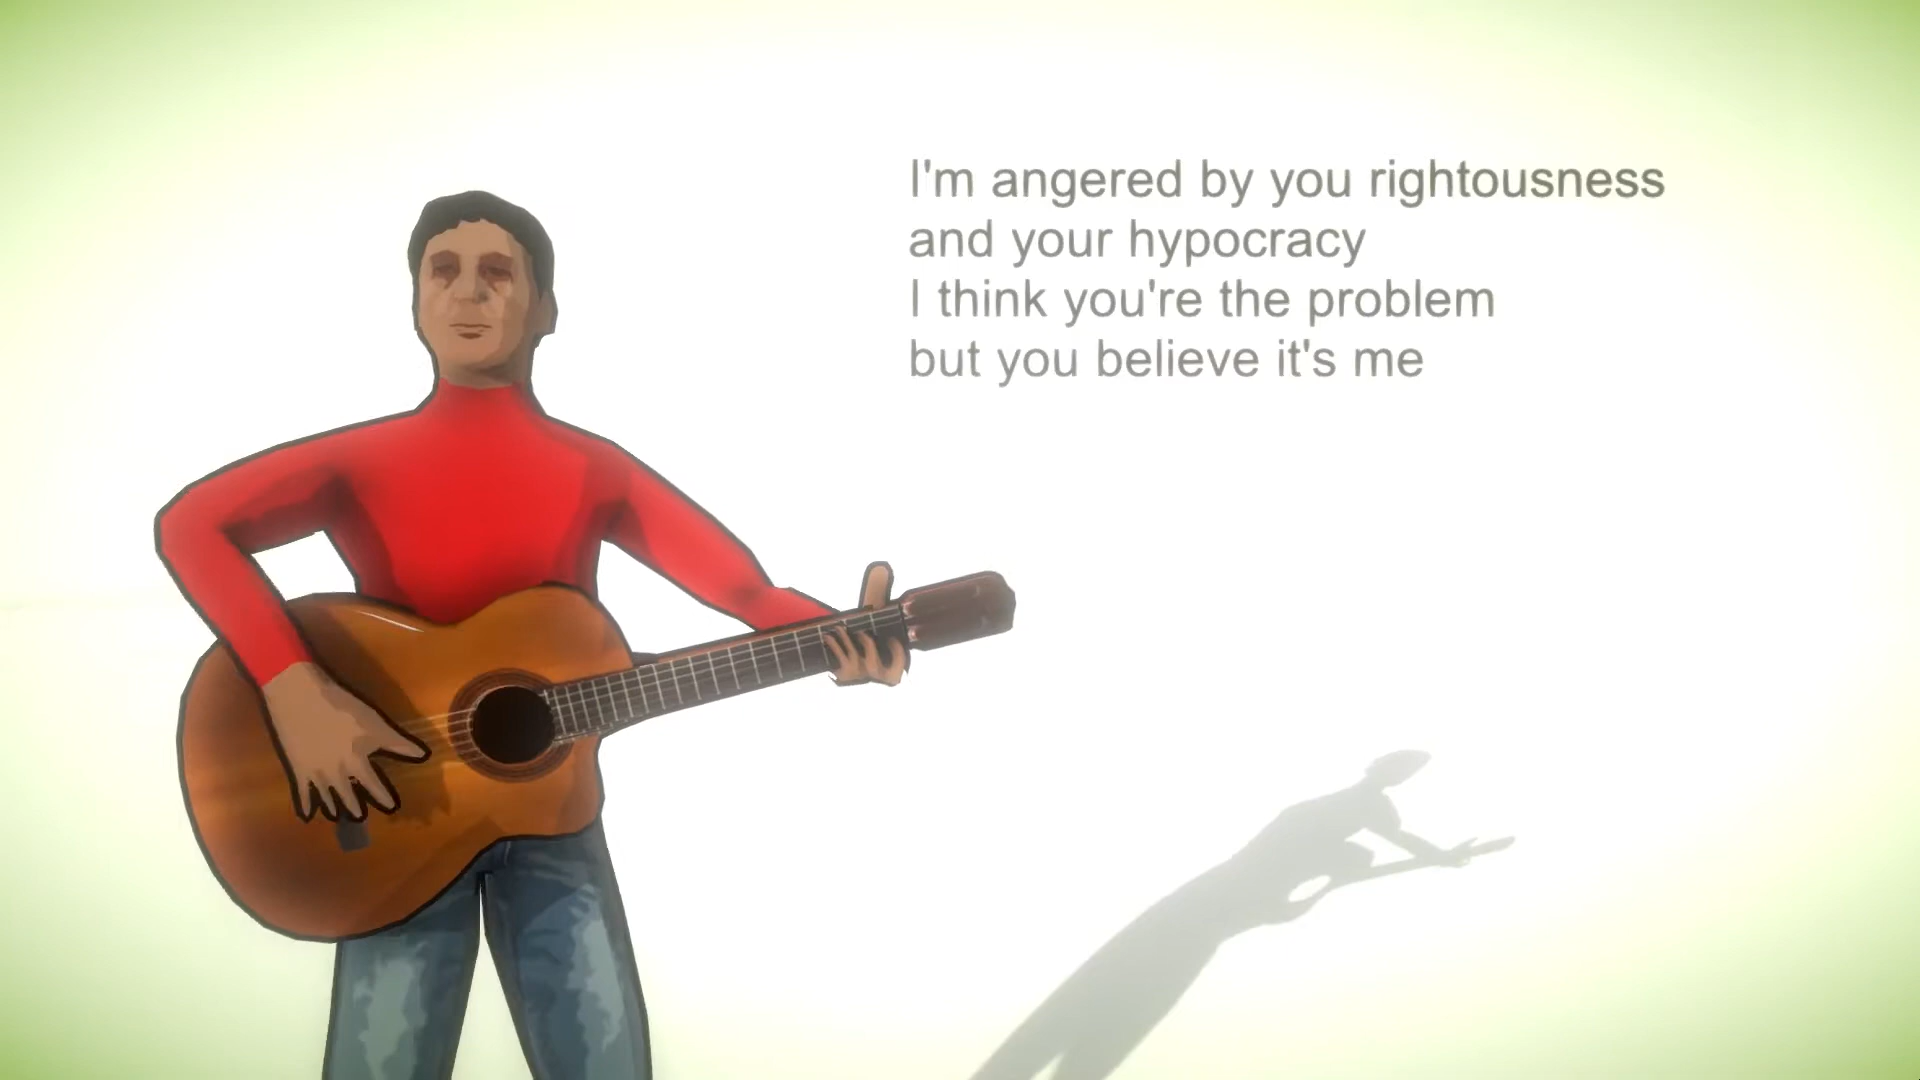 I'm angered by you rightousness
and your hypocracy
I think you're the problem
but you believe it's me